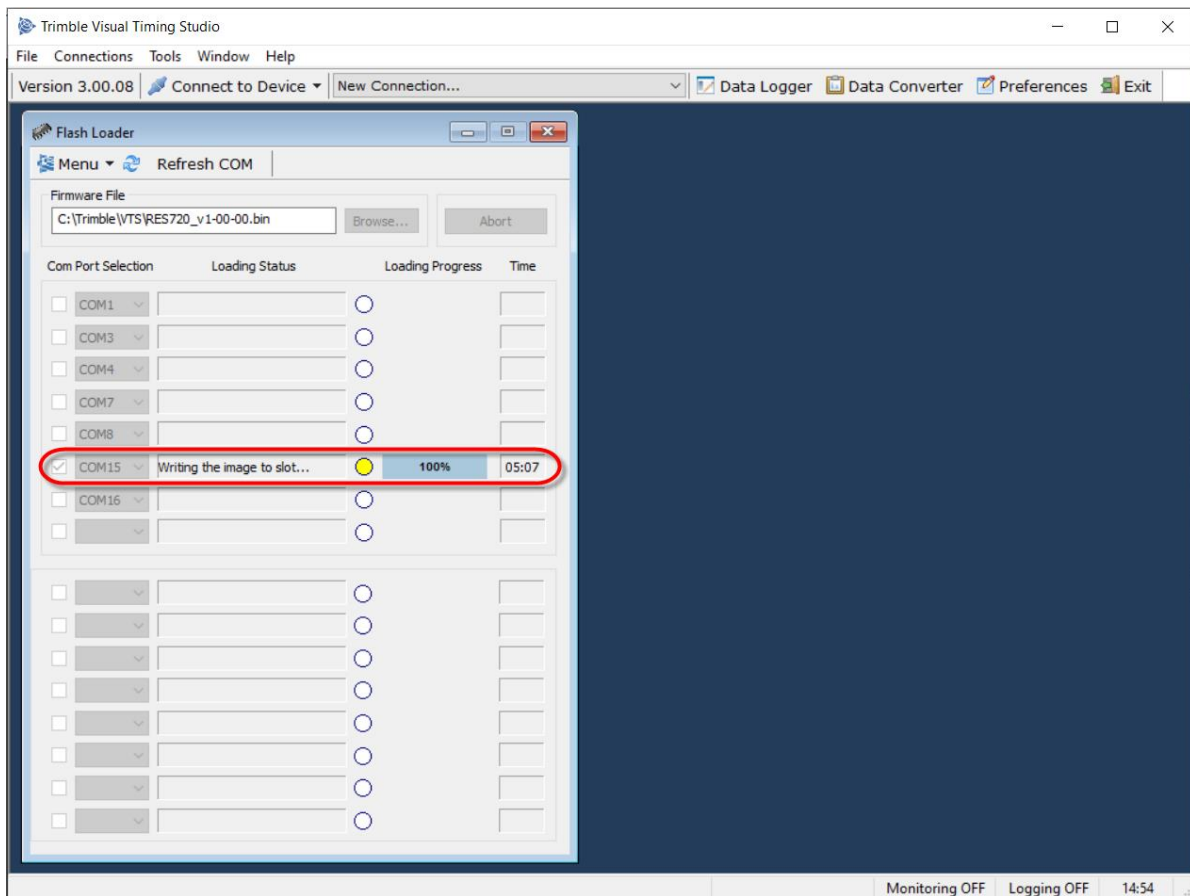 Trimble Visual Timing Studio
File Connections Tools Window Help
Version 3.00.08 Connect to Device New Connection... Data Logger Data Converter Preferences Exit
Flash Loader
Menu Refresh COM
Firmware File
C:\Trimble\VTS\RES720_v1-00-00.bin Browse... Abort
Com Port Selection Loading Status Loading Progress Time
COM1
COM3
COM4
COM7
COM8
COM15 Writing the image to slot... 100% 05:07
COM16
Monitoring OFF Logging OFF 14:54